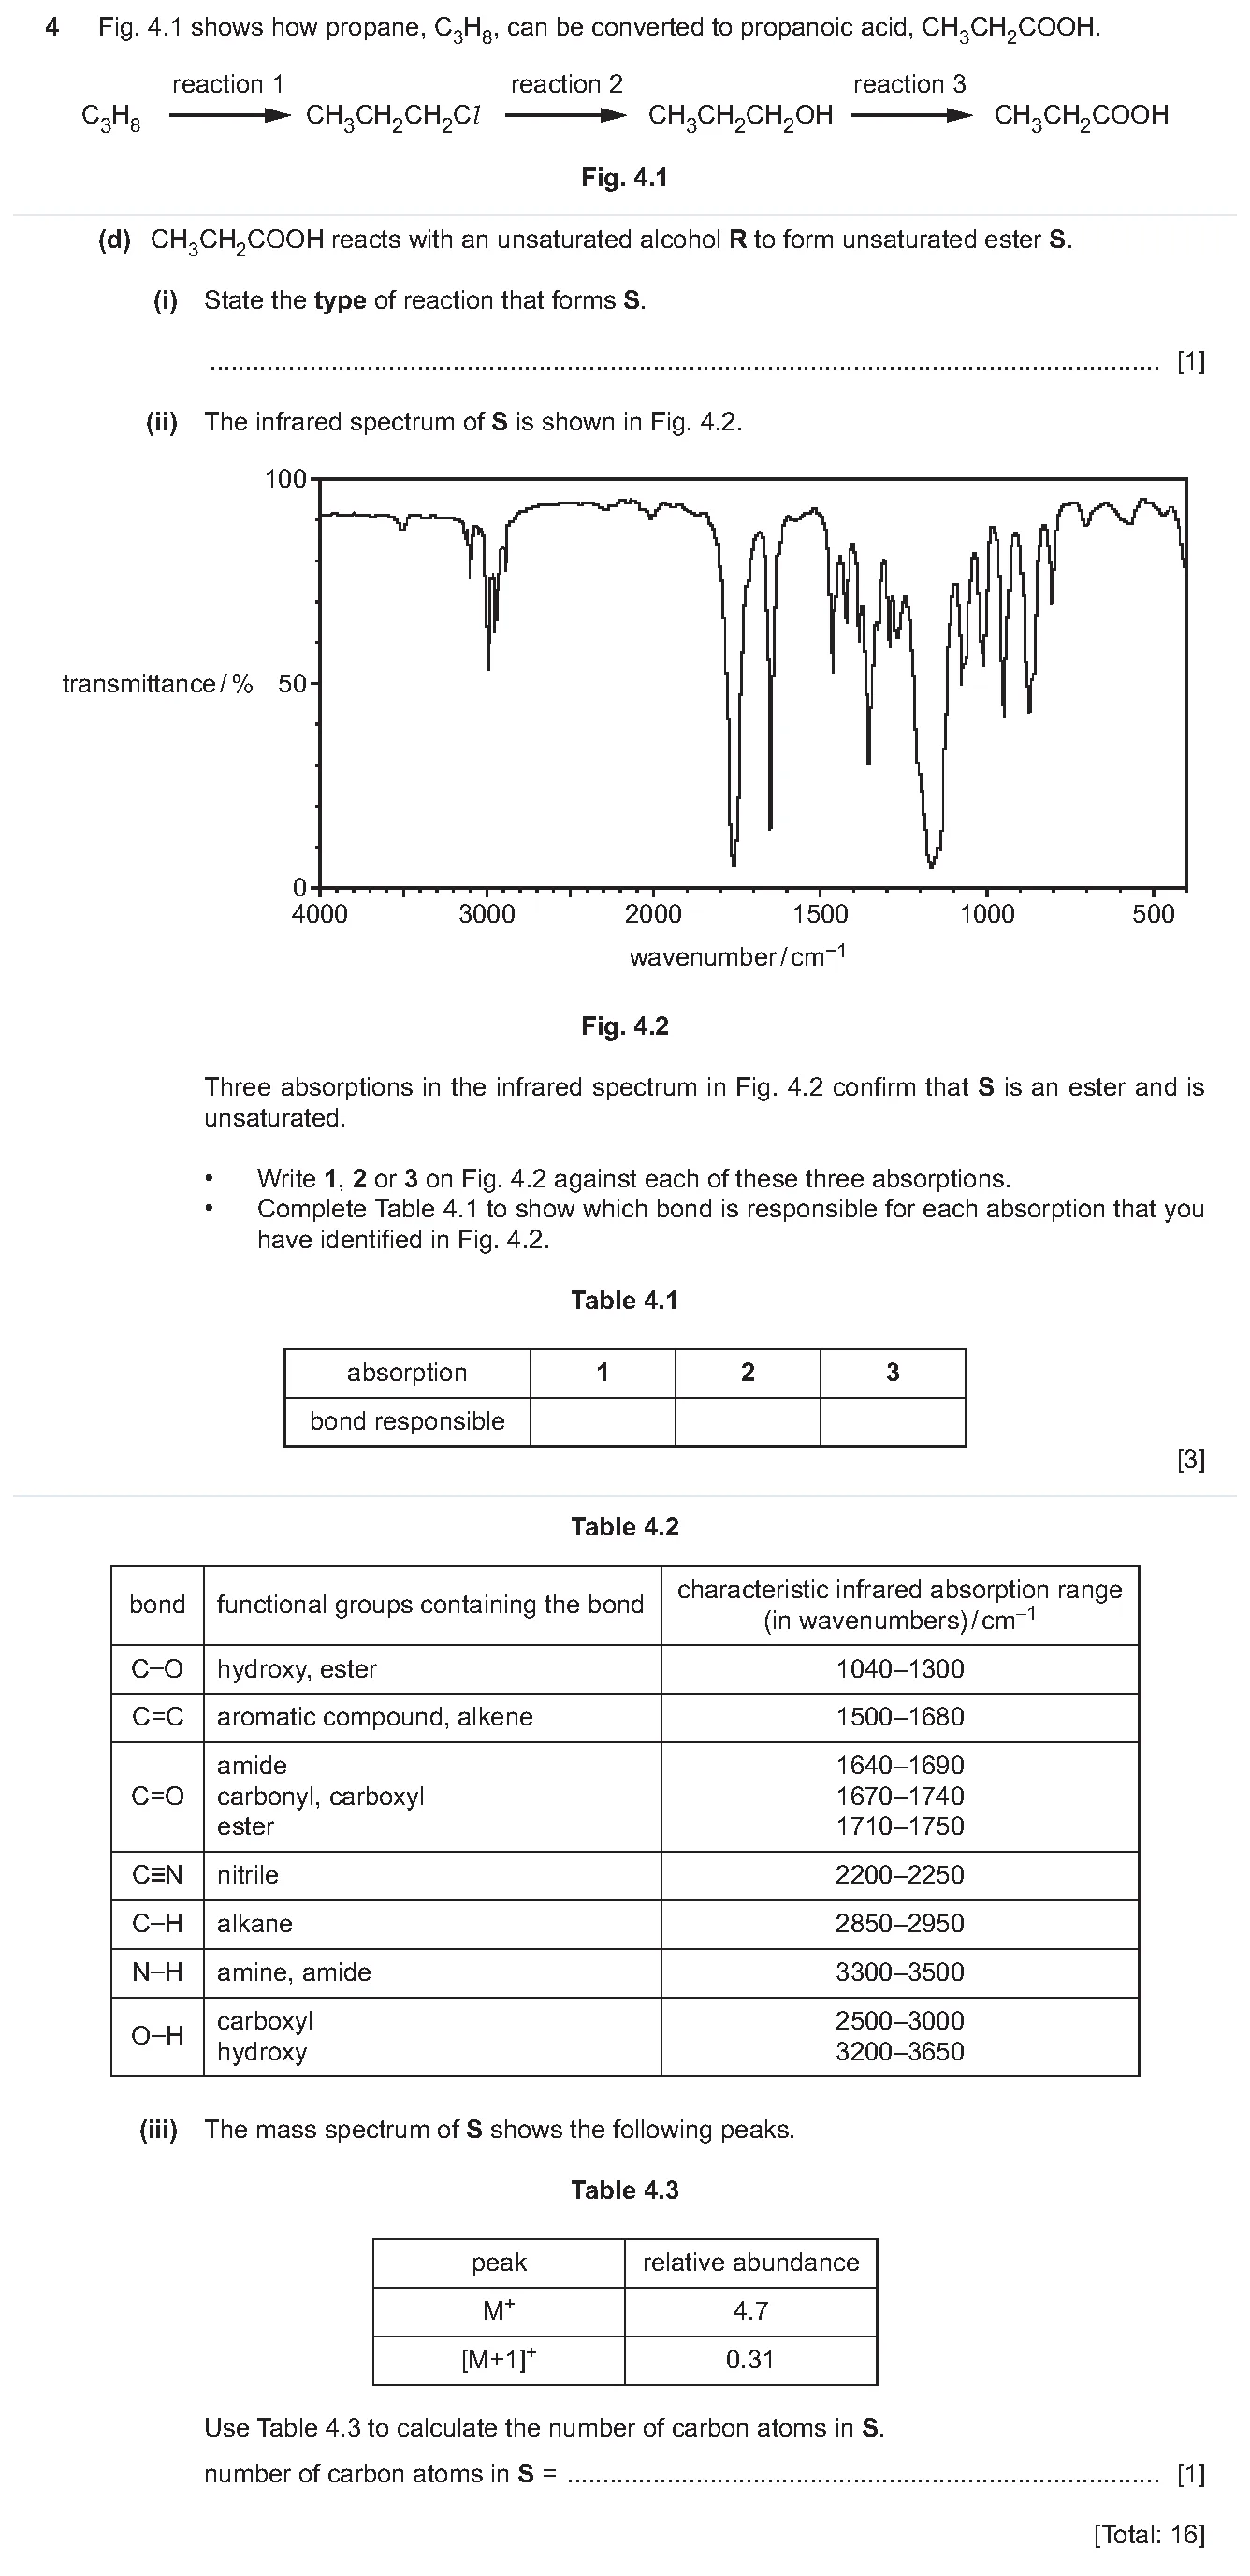 4 Fig. 4.1 shows how propane, C₃H₈, can be converted to propanoic acid, CH₃CH₂COOH.
reaction 1 reaction 2 reaction 3
C₃H₈ CH₃CH₂CH₂Cl CH₃CH₂CH₂OH CH₃CH₂COOH
Fig. 4.1
(d) CH₃CH₂COOH reacts with an unsaturated alcohol R to form unsaturated ester S.
(i) State the type of reaction that forms S.
.......................................................................................................................................... [1]
(ii) The infrared spectrum of S is shown in Fig. 4.2.
100
transmittance / % 50
0
4000 3000 2000 1500 1000 500
wavenumber / cm⁻¹
Fig. 4.2
Three absorptions in the infrared spectrum in Fig. 4.2 confirm that S is an ester and is
unsaturated.
• Write 1, 2 or 3 on Fig. 4.2 against each of these three absorptions.
• Complete Table 4.1 to show which bond is responsible for each absorption that you
have identified in Fig. 4.2.
Table 4.1
absorption 1 2 3
bond responsible
[3]
Table 4.2
bond functional groups containing the bond characteristic infrared absorption range
(in wavenumbers) / cm⁻¹
C–O hydroxy, ester 1040–1300
C=C aromatic compound, alkene 1500–1680
amide 1640–1690
C=O carbonyl, carboxyl 1670–1740
ester 1710–1750
C≡N nitrile 2200–2250
C–H alkane 2850–2950
N–H amine, amide 3300–3500
O–H carboxyl 2500–3000
hydroxy 3200–3650
(iii) The mass spectrum of S shows the following peaks.
Table 4.3
peak relative abundance
M⁺ 4.7
[M+1]⁺ 0.31
Use Table 4.3 to calculate the number of carbon atoms in S.
number of carbon atoms in S = .................................................................................... [1]
[Total: 16]